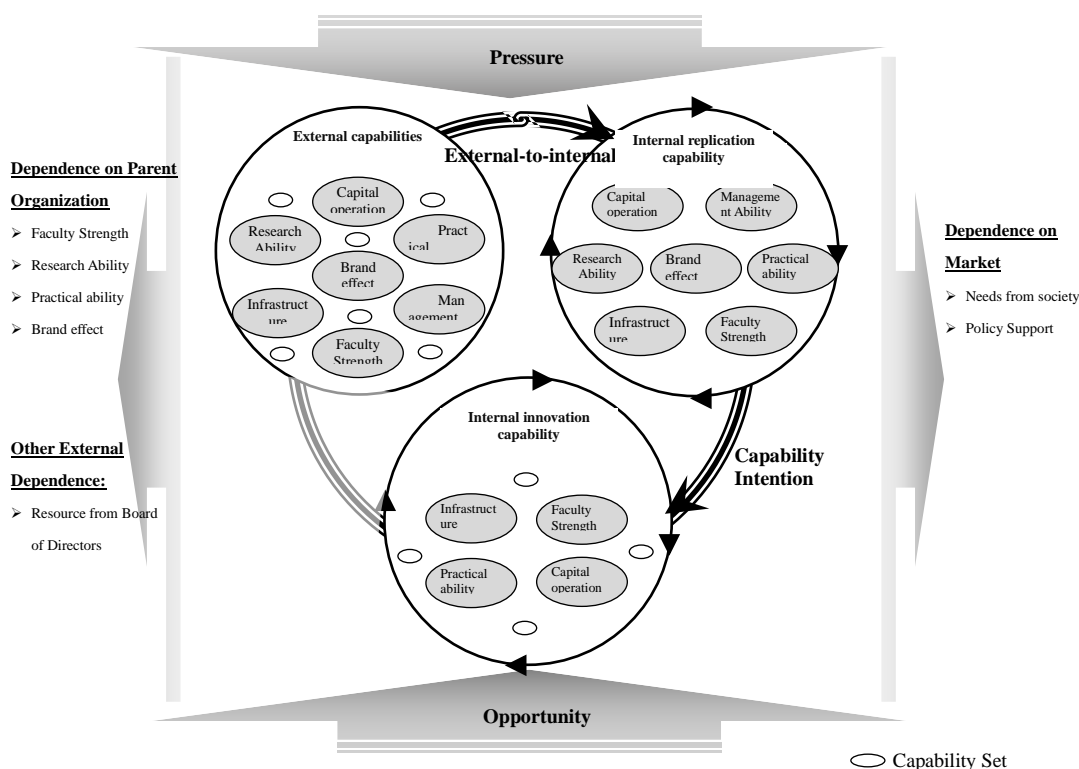 Pressure
External capabilities
Capital
operation
Research
Ability
Pract
ical
Brand
effect
Infrastruct
ure
Man
agement
Faculty
Strength
External-to-internal
Internal replication
capability
Capital
operation
Manageme
nt Ability
Research
Ability
Brand
effect
Practical
ability
Infrastruct
ure
Faculty
Strength
Dependence on Parent
Organization
➢ Faculty Strength
➢ Research Ability
➢ Practical ability
➢ Brand effect
Other External
Dependence:
➢ Resource from Board
of Directors
Dependence on
Market
➢ Needs from society
➢ Policy Support
Capability
Intention
Internal innovation
capability
Infrastruct
ure
Faculty
Strength
Practical
ability
Capital
operation
Opportunity
Capability Set